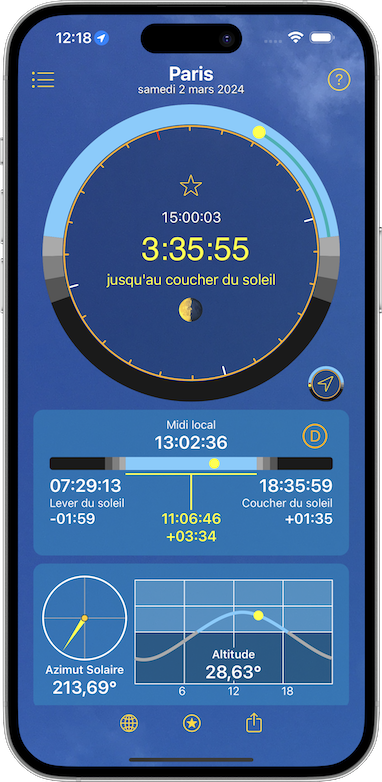 12:18
Paris
samedi 2 mars 2024
?
15:00:03
3:35:55
jusqu'au coucher du soleil
Midi local
13:02:36
D
07:29:13
18:35:59
Lever du soleil
Coucher du soleil
-01:59
11:06:46
+01:35
+03:34
Altitude
28,63°
Azimut Solaire
213,69°
6
12
18